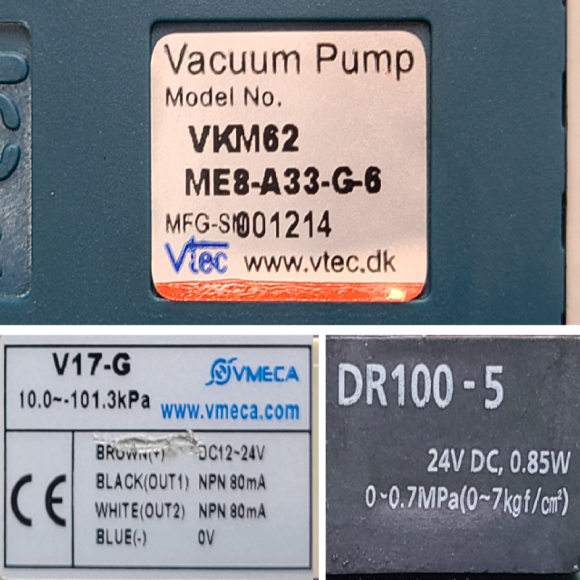 Vacuum Pump
Model No.
VKM62
ME8-A33-G-6
MFG-SN 001214
Vtec www.vtec.dk
V17-G VMECA
10.0~-101.3kPa www.vmeca.com
CE
BROWN(+) DC12~24V
BLACK(OUT1) NPN 80mA
WHITE(OUT2) NPN 80mA
BLUE(-) 0V
DR100-5
24V DC, 0.85W
0~0.7MPa(0~7kgf/cm²)